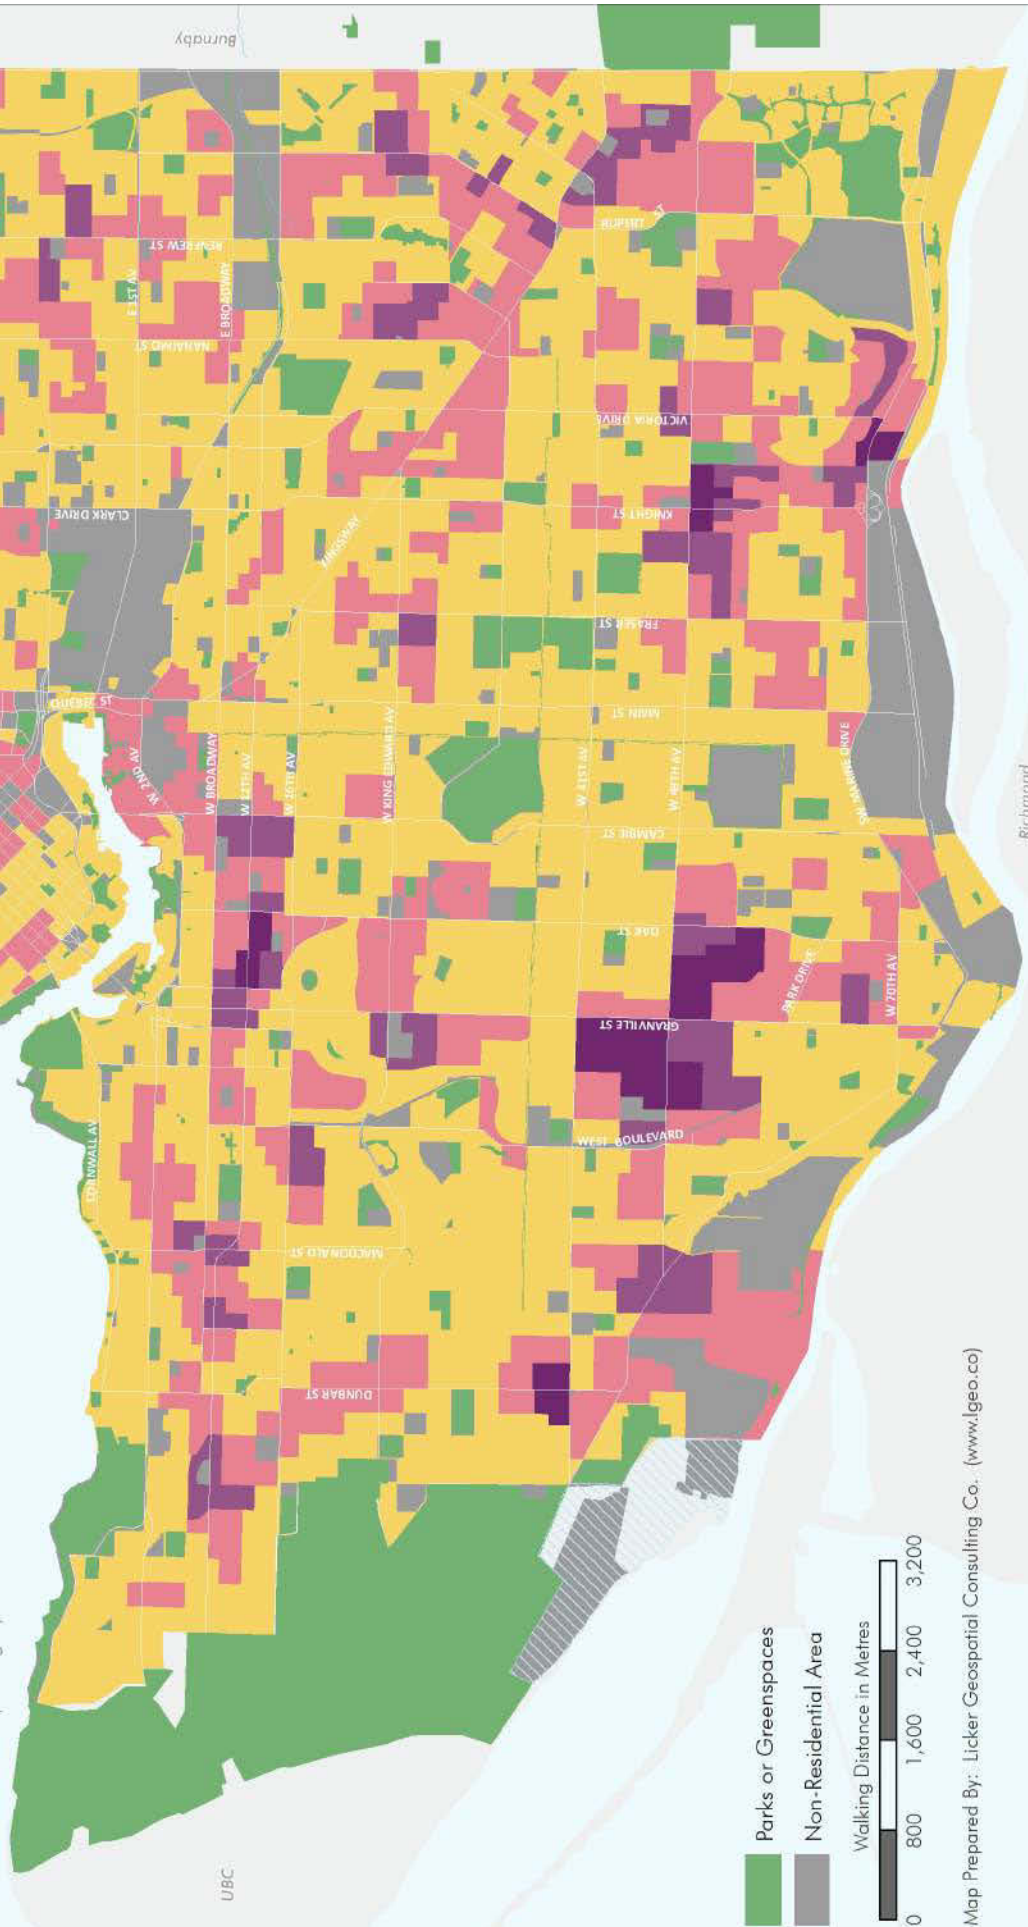 Burnaby
RENFREW ST
E 1ST AV
E BROADWAY
NANAIMO ST
RUPERT ST
VICTORIA DRIVE
CLARK DRIVE
KNIGHT ST
KINGSWAY
FRASER ST
QUEBEC ST
MAIN ST
W 2ND AV
W BROADWAY
W 12TH AV
W 16TH AV
W KING EDWARD AV
W 41ST AV
W 49TH AV
SW MARINE DRIVE
CAMBIE ST
Richmond
OAK ST
PARK DRIVE
W 70TH AV
GRANVILLE ST
WEST BOULEVARD
CORNWALL AV
MACDONALD ST
DUNBAR ST
UBC
Parks or Greenspaces
Non-Residential Area
Walking Distance in Metres
0 800 1,600 2,400 3,200
Map Prepared By: Licker Geospatial Consulting Co. (www.lgeo.co)